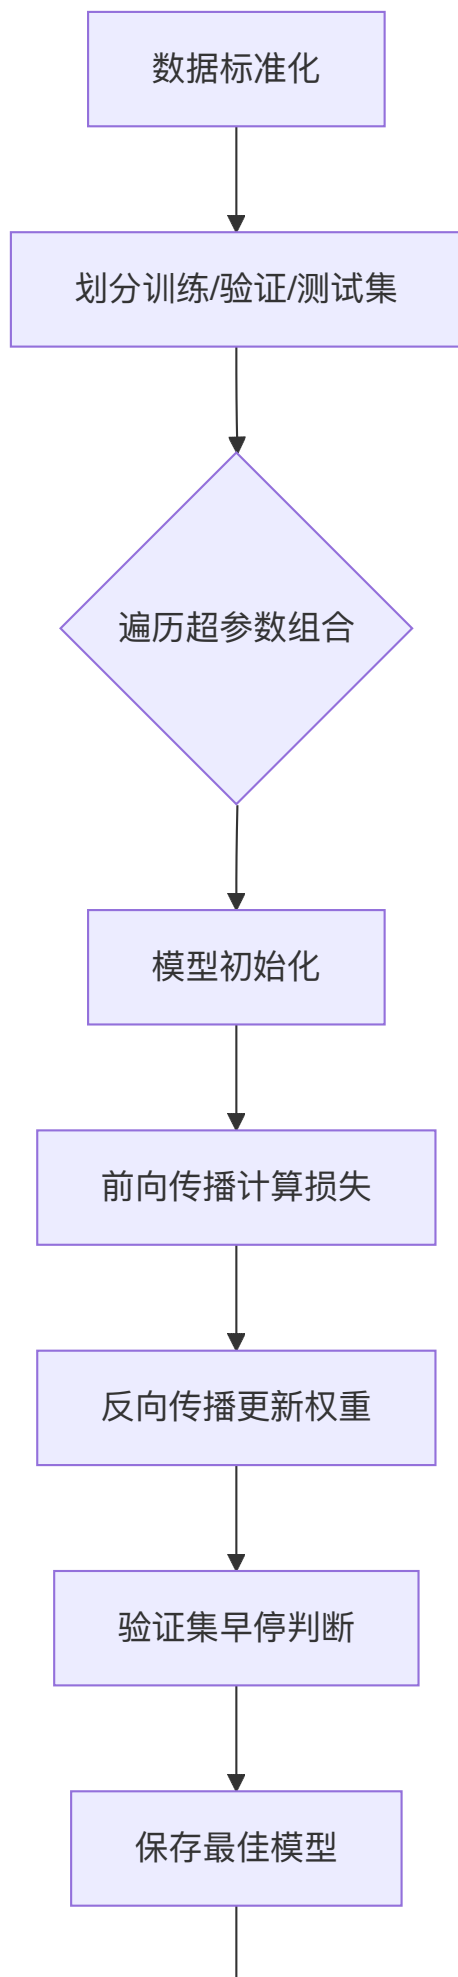 数据标准化
划分训练/验证/测试集
遍历超参数组合
模型初始化
前向传播计算损失
反向传播更新权重
验证集早停判断
保存最佳模型